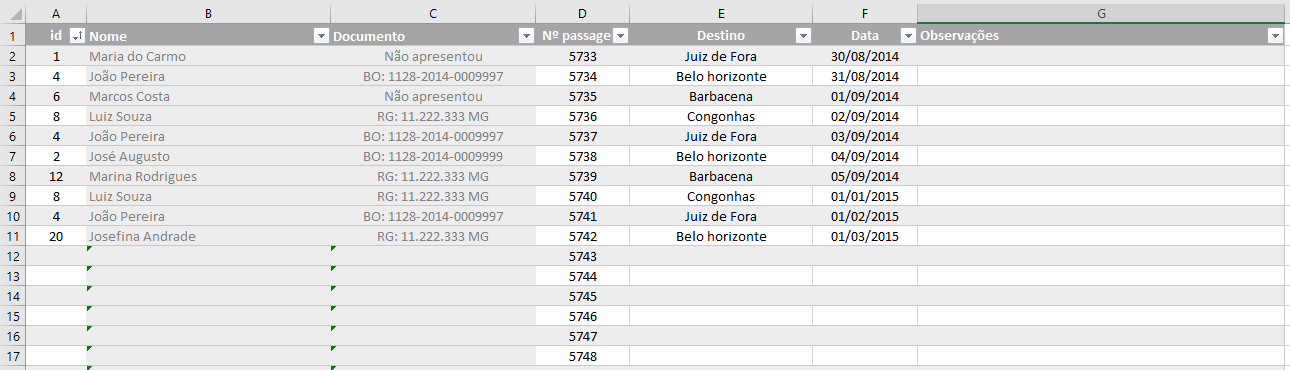 A B C D E F G
1 id Nome Documento Nº passage Destino Data Observações
2 1 Maria do Carmo Não apresentou 5733 Juiz de Fora 30/08/2014
3 4 João Pereira BO: 1128-2014-0009997 5734 Belo horizonte 31/08/2014
4 6 Marcos Costa Não apresentou 5735 Barbacena 01/09/2014
5 8 Luiz Souza RG: 11.222.333 MG 5736 Congonhas 02/09/2014
6 4 João Pereira BO: 1128-2014-0009997 5737 Juiz de Fora 03/09/2014
7 2 José Augusto BO: 1128-2014-0009999 5738 Belo horizonte 04/09/2014
8 12 Marina Rodrigues RG: 11.222.333 MG 5739 Barbacena 05/09/2014
9 8 Luiz Souza RG: 11.222.333 MG 5740 Congonhas 01/01/2015
10 4 João Pereira BO: 1128-2014-0009997 5741 Juiz de Fora 01/02/2015
11 20 Josefina Andrade RG: 11.222.333 MG 5742 Belo horizonte 01/03/2015
12 5743
13 5744
14 5745
15 5746
16 5747
17 5748